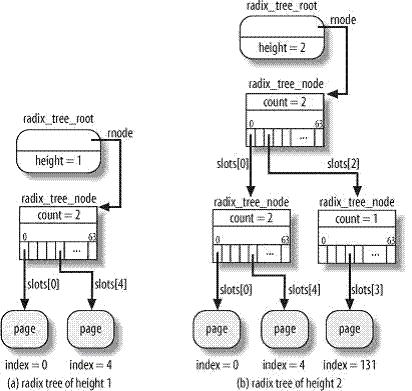 radix_tree_root
rnode
height = 1
radix_tree_node
count = 2
0 63
...
slots[0]
slots[4]
page
page
index = 0
index = 4
(a) radix tree of height 1
radix_tree_root
rnode
height = 2
radix_tree_node
count = 2
0 63
...
slots[0]
slots[2]
radix_tree_node
radix_tree_node
count = 2
count = 1
0 63
0 63
...
...
slots[0]
slots[4]
slots[3]
page
page
page
index = 0
index = 4
index = 131
(b) radix tree of height 2